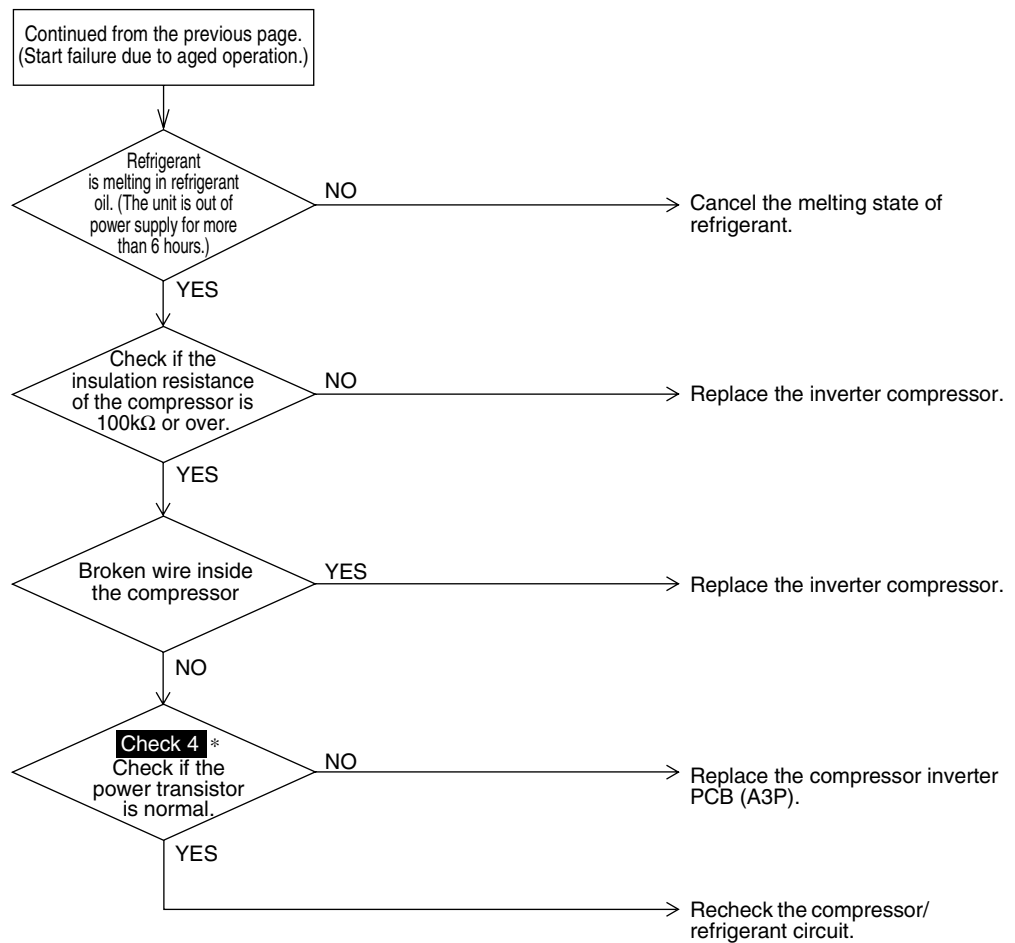 Continued from the previous page.
(Start failure due to aged operation.)
Refrigerant
is melting in refrigerant
oil. (The unit is out of
power supply for more
than 6 hours.)
NO
Cancel the melting state of
refrigerant.
YES
Check if the
insulation resistance
of the compressor is
100kΩ or over.
NO
Replace the inverter compressor.
YES
Broken wire inside
the compressor
YES
Replace the inverter compressor.
NO
Check 4 *
Check if the
power transistor
is normal.
NO
Replace the compressor inverter
PCB (A3P).
YES
Recheck the compressor/
refrigerant circuit.